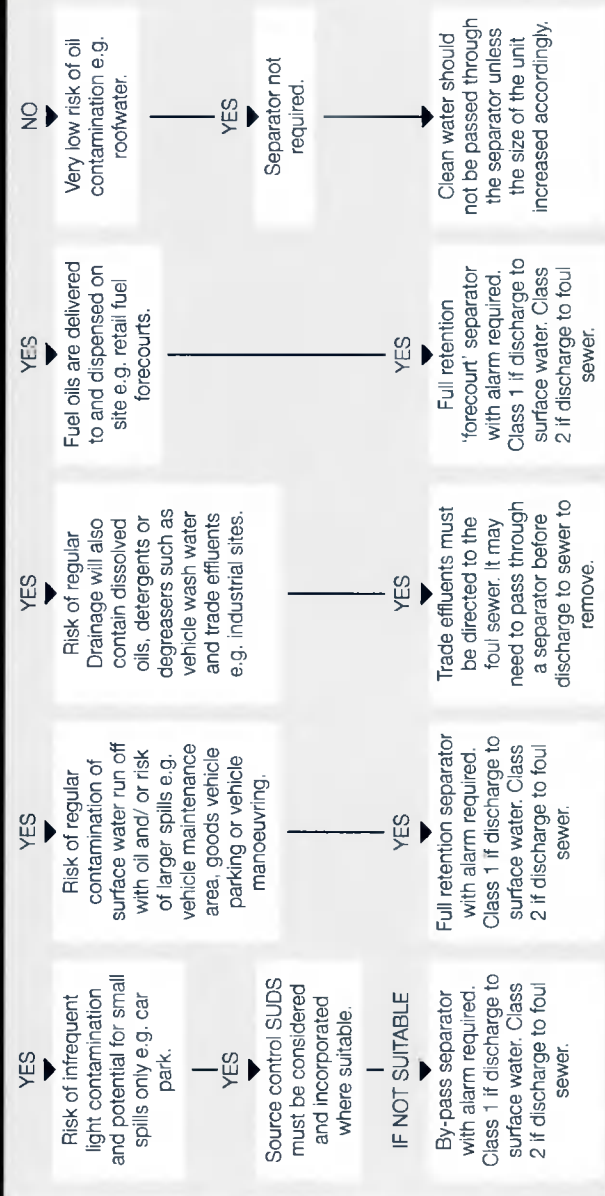 YES
Risk of infrequent
light contamination
and potential for small
spills only e.g. car
park.
YES
Source control SUDS
must be considered
and incorporated
where suitable.
IF NOT SUITABLE
By-pass separator
with alarm required.
Class 1 if discharge to
surface water. Class
2 if discharge to foul
sewer.
YES
Risk of regular
contamination of
surface water run off
with oil and/ or risk
of larger spills e.g.
vehicle maintenance
area, goods vehicle
parking or vehicle
manoeuvring.
YES
Full retention separator
with alarm required.
Class 1 if discharge to
surface water. Class
2 if discharge to foul
sewer.
YES
Risk of regular
Drainage will also
contain dissolved
oils, detergents or
degreasers such as
vehicle wash water
and trade effluents
e.g. industrial sites.
YES
Trade effluents must
be directed to the
foul sewer. It may
need to pass through
a separator before
discharge to sewer to
remove.
YES
Fuel oils are delivered
to and dispensed on
site e.g. retail fuel
forecourts.
YES
Full retention
'forecourt' separator
with alarm required.
Class 1 if discharge to
surface water. Class
2 if discharge to foul
sewer.
NO
Very low risk of oil
contamination e.g.
roofwater.
YES
Separator not
required.
Clean water should
not be passed through
the separator unless
the size of the unit
increased accordingly.